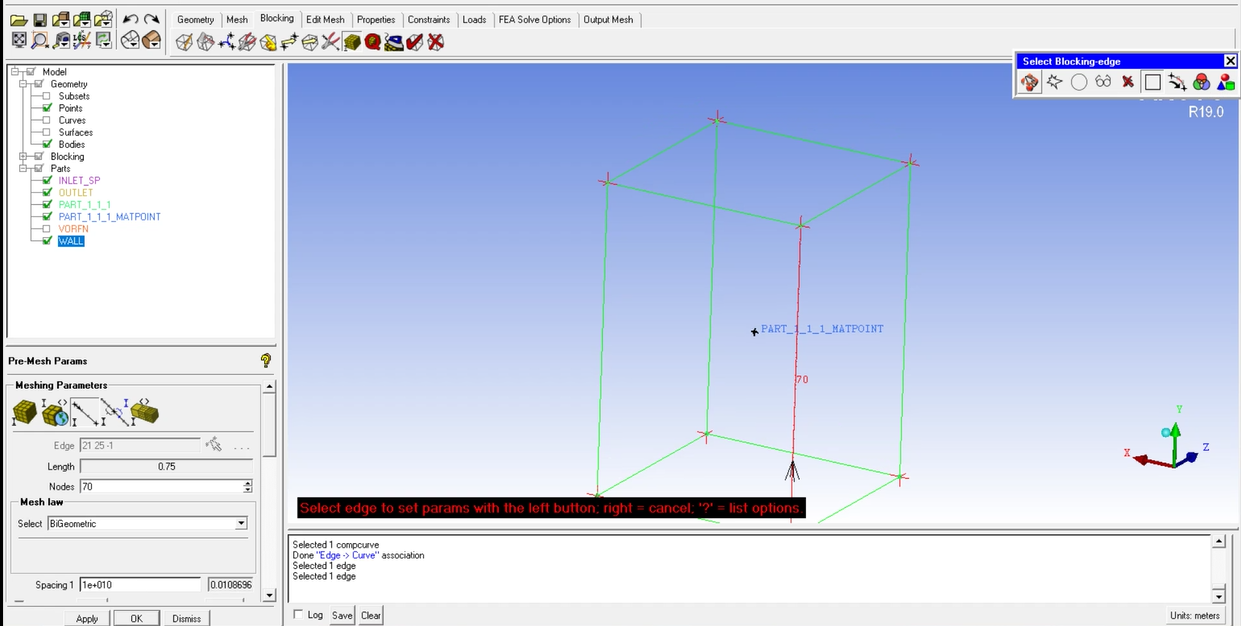 Geometry Mesh Blocking Edit Mesh Properties Constraints Loads FEA Solve Options Output Mesh
Select Blocking-edge
R19.0
Model
Geometry
Subsets
Points
Curves
Surfaces
Bodies
Blocking
Parts
INLET_SP
OUTLET
PART_1_1_1
PART_1_1_1_MATPOINT
VORFN
WALL
PART_1_1_1_MATPOINT
70
Y
X
Z
Pre-Mesh Params
Meshing Parameters
Edge 21 25 -1 ...
Length 0.75
Nodes 70
Mesh law
Select BiGeometric
Spacing 1 1e+010 0.0108696
Apply OK Dismiss
Select edge to set params with the left button; right = cancel; '?' = list options.
Selected 1 compcurve
Done "Edge -> Curve" association
Selected 1 edge
Selected 1 edge
Log Save Clear
Units: meters